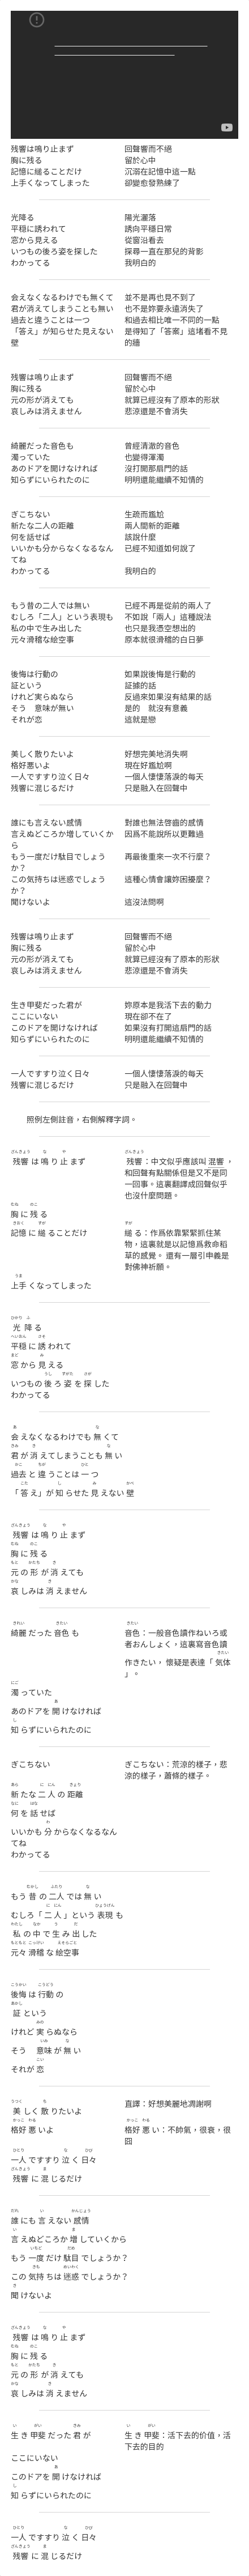 残響は鳴り止まず 回聲響而不絕
胸に残る 留於心中
記憶に縋ることだけ 沉溺在記憶中這一點
上手くなってしまった 卻變愈發熟練了
光降る 陽光灑落
平穏に誘われて 誘向平穩日常
窓から見える 從窗沿看去
いつもの後ろ姿を探した 探尋一直在那兒的背影
わかってる 我明白的
会えなくなるわけでも無くて 並不是再也見不到了
君が消えてしまうことも無い 也不是妳要永遠消失了
過去と違うことは一つ 和過去相比唯一不同的一點
「答え」が知らせた見えない 是得知了「答案」這堵看不見
壁 的牆
残響は鳴り止まず 回聲響而不絕
胸に残る 留於心中
元の形が消えても 就算已經沒有了原本的形狀
哀しみは消えません 悲涼還是不會消失
綺麗だった音色も 曾經清澈的音色
濁っていた 也變得渾濁
あのドアを開けなければ 沒打開那扇門的話
知らずにいられたのに 明明還能繼續不知情的
ぎこちない 生疏而尷尬
新たな二人の距離 兩人間新的距離
何を話せば 該說什麼
いいかも分からなくなるなん 已經不知道如何說了
てね
わかってる 我明白的
もう昔の二人では無い 已經不再是從前的兩人了
むしろ「二人」という表現も 不如說「兩人」這種說法
私の中で生み出した 也只是我憑空想出的
元々滑稽な絵空事 原本就很滑稽的白日夢
後悔は行動の 如果說後悔是行動的
証という 証據的話
けれど実らぬなら 反過來如果沒有結果的話
そう　意味が無い 是的　就沒有意義
それが恋 這就是戀
美しく散りたいよ 好想完美地消失啊
格好悪いよ 現在好尷尬啊
一人ですすり泣く日々 一個人悽悽落淚的每天
残響に混じるだけ 只是融入在回聲中
誰にも言えない感情 對誰也無法啓齒的感情
言えぬどころか増していくか 因爲不能說所以更難過
ら
もう一度だけ駄目でしょう 再最後重來一次不行麼？
か？
この気持ちは迷惑でしょう 這種心情會讓妳困擾麼？
か？
聞けないよ 這沒法問啊
残響は鳴り止まず 回聲響而不絕
胸に残る 留於心中
元の形が消えても 就算已經沒有了原本的形狀
哀しみは消えません 悲涼還是不會消失
生き甲斐だった君が 妳原本是我活下去的動力
ここにいない 現在卻不在了
このドアを開けなければ 如果沒有打開這扇門的話
知らずにいられたのに 明明還能繼續不知情的
一人ですすり泣く日々 一個人悽悽落淚的每天
残響に混じるだけ 只是融入在回聲中
照例左側註音，右側解釋字詞。
ざんきょう な や ざんきょう
残響 は 鳴り止まず 残響：中文似乎應該叫 混響 ，
和回聲有點關係但是又不是同
一回事。這裏翻譯成回聲似乎
也沒什麼問題。
むね のこ
胸 に 残る
きおく すが すが
記憶 に 縋 ることだけ 縋 る：作爲依靠緊緊抓住某
物，這裏就是以記憶爲救命稻
草的感覺。 還有一層引申義是
對佛神祈願。
うま
上手 くなってしまった
ひかり ふ
光 降 る
へいおん さそ
平穏 に 誘 われて
まど み
窓 から 見 える
うし すがた さが
いつもの 後 ろ 姿 を 探 した
わかってる
あ な
会 えなくなるわけでも 無 くて
きみ き な
君 が 消 えてしまうことも 無 い
かこ ちが ひと
過去 と 違 うことは 一 つ
こた し み かべ
「 答 え」が 知 らせた 見 えない 壁
ざんきょう な や
残響 は 鳴 り 止 まず
むね のこ
胸 に 残 る
もと かたち き
元 の 形 が 消 えても
かな き
哀 しみは 消 えません
きれい きたい きたい
綺麗 だった 音色 も 音色：一般音色讀作ねいろ或
者おんしょく，這裏寫音色讀
きたい
作きたい， 懷疑是表達「 気体
」。
にご
濁 っていた
あ
あのドアを 開 けなければ
し
知 らずにいられたのに
ぎこちない ぎこちない：荒涼的樣子，悲
涼的樣子，蕭條的樣子。
あら に にん きょり
新 たな 二 人 の 距離
なに はな
何 を 話 せば
わ
いいかも 分 からなくなるなん
てね
わかってる
むかし ふたり な
もう 昔 の 二人 では 無 い
に にん ひょうげん
むしろ「 二 人 」という 表現 も
わたし なか う だ
私 の 中 で 生 み 出 した
もともと こっけい えそらごと
元々 滑稽 な 絵空事
こうかい こうどう
後悔 は 行動 の
あかし
証 という
みの
けれど 実 らぬなら
いみ な
そう　意味 が 無 い
こい
それが 恋
うつく ち 直譯：好想美麗地凋謝啊
美 しく 散 りたいよ
かっこ わる かっこ わる
格好 悪 いよ 格好 悪 い：不帥氣，很衰，很
囧
ひとり な ひび
一人 ですすり 泣 く 日々
ざんきょう ま
残響 に 混 じるだけ
だれ い かんじょう
誰 にも 言 えない 感情
い ま
言 えぬどころか 増 していくから
いちど だめ
もう 一度 だけ 駄目 でしょうか？
きも めいわく
この 気持 ちは 迷惑 でしょうか？
き
聞 けないよ
ざんきょう な や
残響 は 鳴 り 止 まず
むね のこ
胸 に 残 る
もと かたち き
元 の 形 が 消 えても
かな き
哀 しみは 消 えません
い がい きみ い がい
生 き 甲斐 だった 君 が 生 き 甲斐：活下去的价值，活
下去的目的
ここにいない
あ
このドアを 開 けなければ
し
知 らずにいられたのに
ひとり な ひび
一人 ですすり 泣 く 日々
ざんきょう ま
残響 に 混 じるだけ